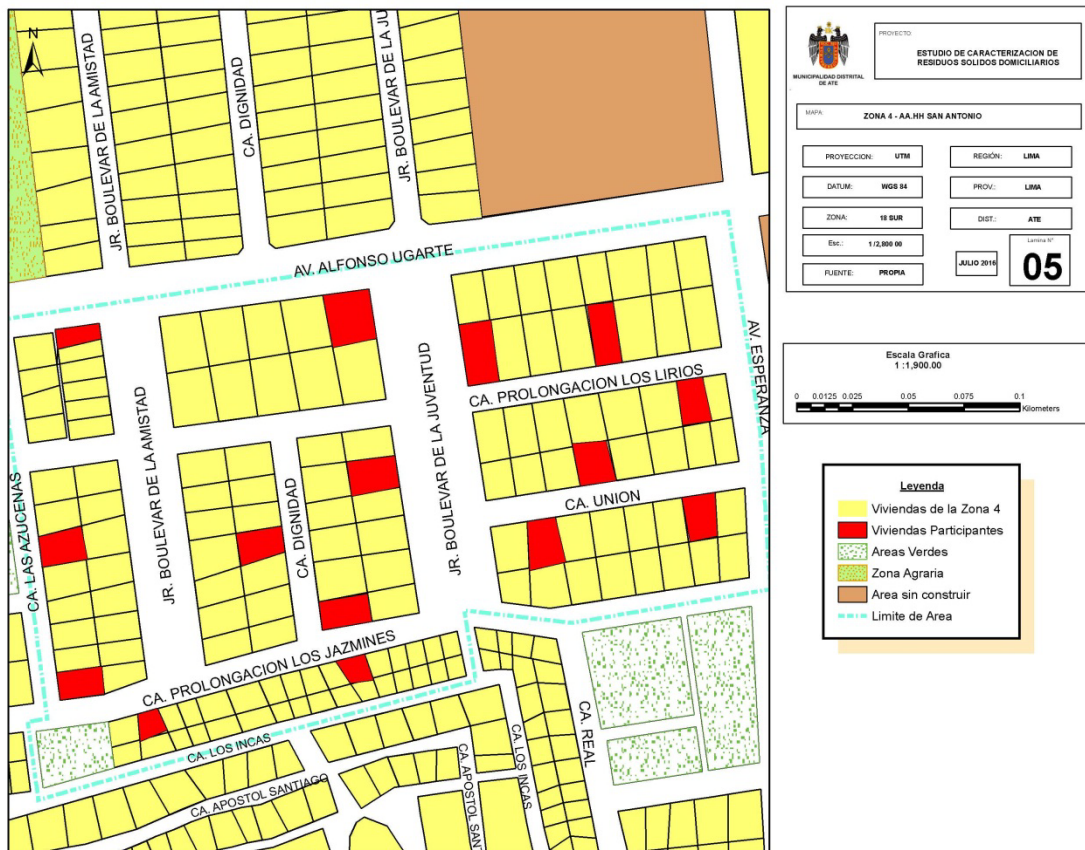 N
JR. BOULEVAR DE LA AMISTAD
CA. DIGNIDAD
JR. BOULEVAR DE LA JU
AV. ALFONSO UGARTE
AV. ESPERANZA
CA. PROLONGACION LOS LIRIOS
JR. BOULEVAR DE LA AMISTAD
JR. BOULEVAR DE LA JUVENTUD
CA. LAS AZUCENAS
CA. DIGNIDAD
CA. UNION
CA. PROLONGACION LOS JAZMINES
CA. LOS INCAS
CA. REAL
CA. LOS INCAS
CA. APOSTOL SANTIAGO
CA. APOSTOL SANT
MUNICIPALIDAD DISTRITAL
DE ATE
PROYECTO:
ESTUDIO DE CARACTERIZACION DE
RESIDUOS SOLIDOS DOMICILIARIOS
MAPA: ZONA 4 - AA.HH SAN ANTONIO
PROYECCION: UTM
REGIÓN: LIMA
DATUM: WGS 84
PROV.: LIMA
ZONA: 18 SUR
DIST.: ATE
Esc.: 1/2,800 00
FUENTE: PROPIA
JULIO 2016
Lamina N°
05
Escala Grafica
1 :1,900.00
0 0.0125 0.025 0.05 0.075 0.1
Kilometers
Leyenda
Viviendas de la Zona 4
Viviendas Participantes
Areas Verdes
Zona Agraria
Area sin construir
Limite de Area